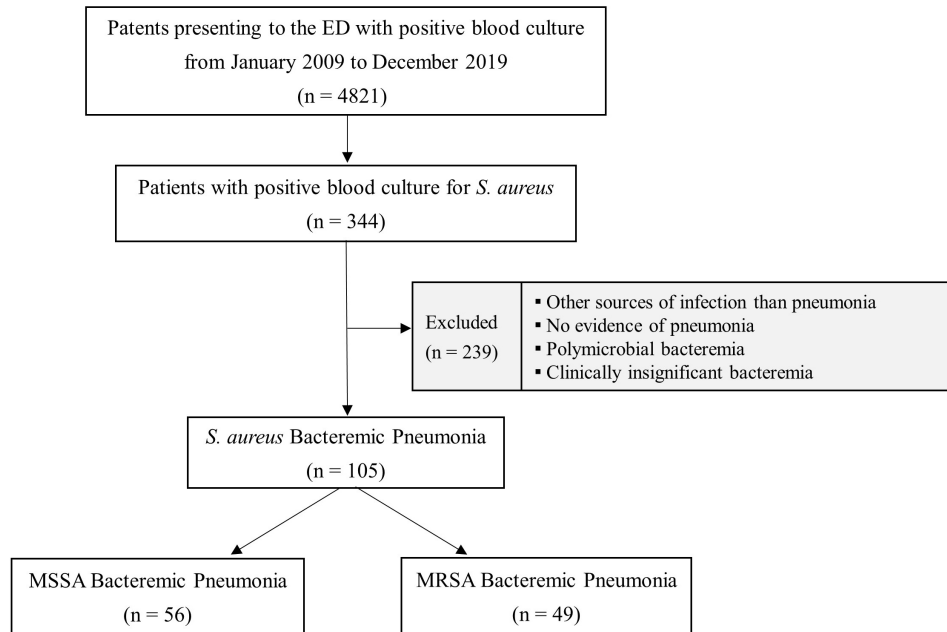 Patents presenting to the ED with positive blood culture
from January 2009 to December 2019
(n = 4821)
Patients with positive blood culture for S. aureus
(n = 344)
Excluded
(n = 239)
▪ Other sources of infection than pneumonia
▪ No evidence of pneumonia
▪ Polymicrobial bacteremia
▪ Clinically insignificant bacteremia
S. aureus Bacteremic Pneumonia
(n = 105)
MSSA Bacteremic Pneumonia
(n = 56)
MRSA Bacteremic Pneumonia
(n = 49)